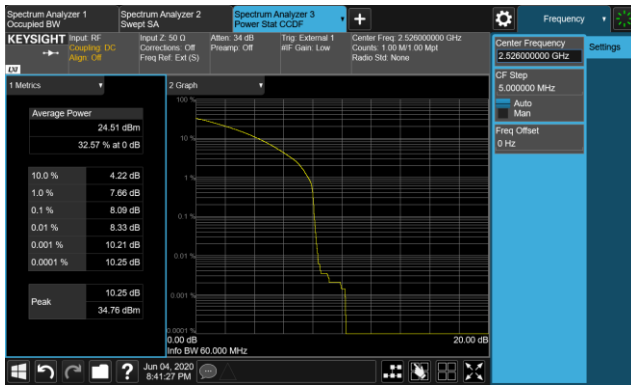 Spectrum Analyzer 1
Occupied BW
Spectrum Analyzer 2
Swept SA
Spectrum Analyzer 3
Power Stat CCDF
Frequency
KEYSIGHT
Input: RF
Coupling: DC
Align: Off
Input Z: 50 Ω
Corrections: Off
Freq Ref: Ext (S)
Atten: 34 dB
Preamp: Off
Trig: External 1
#IF Gain: Low
Center Freq: 2.526000000 GHz
Counts: 1.00 M/1.00 Mpt
Radio Std: None
LXI
Center Frequency
2.526000000 GHz
Settings
CF Step
5.000000 MHz
Auto
Man
Freq Offset
0 Hz
1 Metrics
Average Power
24.51 dBm
32.57 % at 0 dB
10.0 % 4.22 dB
1.0 % 7.66 dB
0.1 % 8.09 dB
0.01 % 8.33 dB
0.001 % 10.21 dB
0.0001 % 10.25 dB
Peak
10.25 dB
34.76 dBm
2 Graph
100 %
10 %
1 %
0.1 %
0.01 %
0.001 %
0.0001 %
0.00 dB
20.00 dB
Info BW 60.000 MHz
?
Jun 04, 2020
8:41:27 PM